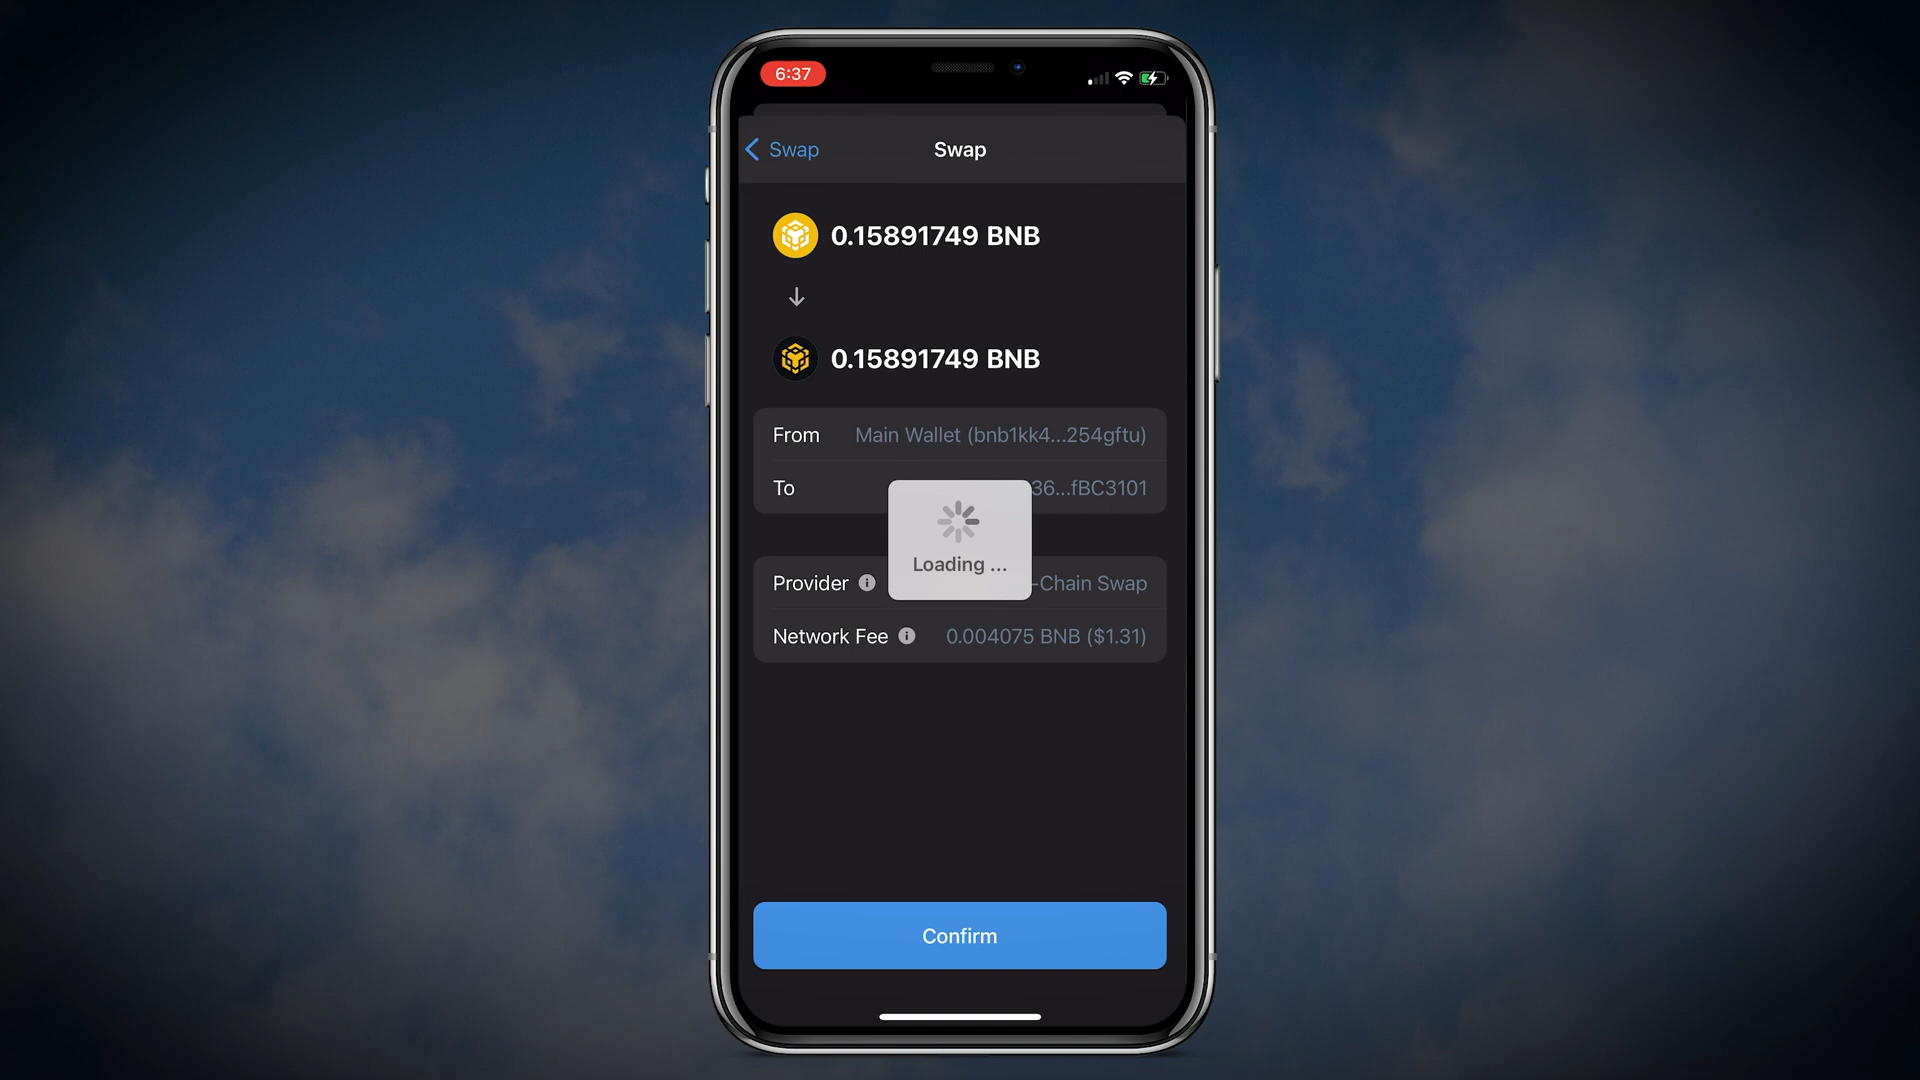 6:37
Swap
Swap
0.15891749 BNB
0.15891749 BNB
From Main Wallet (bnb1kk4...254gftu)
To 36...fBC3101
Loading ...
Provider -Chain Swap
Network Fee 0.004075 BNB ($1.31)
Confirm